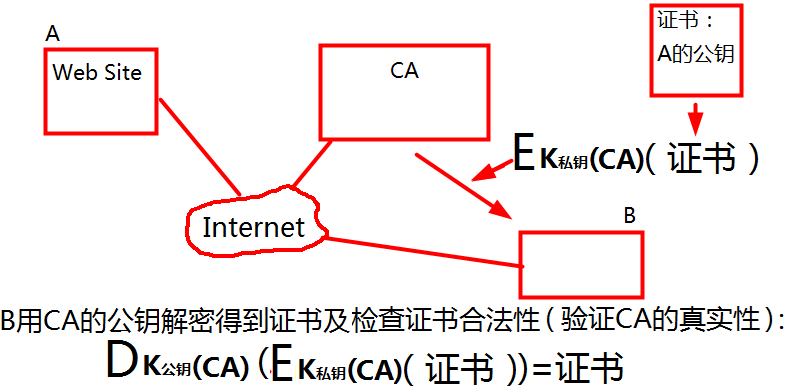 A
Web Site
CA
证书：
A的公钥
E K私钥(CA)( 证书 )
Internet
B
B用CA的公钥解密得到证书及检查证书合法性 ( 验证CA的真实性 ) :
D K公钥(CA) (E K私钥(CA)( 证书 ))=证书